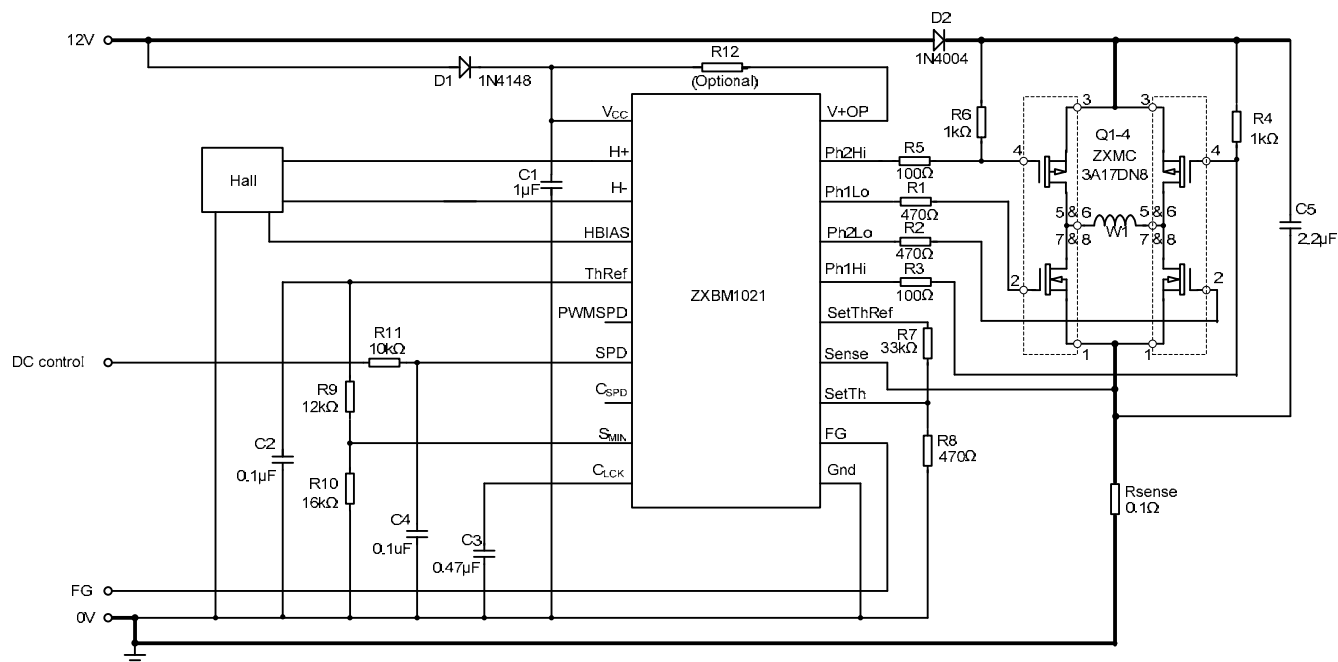 12V
D2
1N4004
D1
1N4148
R12
(Optional)
VCC
V+OP
R6
1kΩ
3
3
R4
1kΩ
Q1-4
ZXMC
3A17DN8
Hall
H+
H-
HBIAS
C1
1µF
Ph2Hi
R5
100Ω
4
4
Ph1Lo
R1
470Ω
Ph2Lo
R2
470Ω
5 & 6
7 & 8
W1
5 & 6
7 & 8
C5
2.2µF
ThRef
Ph1Hi
R3
100Ω
2
2
ZXBM1021
PWMSPD
SetThRef
R7
33kΩ
1
1
DC control
R11
10kΩ
SPD
Sense
R9
12kΩ
CSPD
SetTh
C2
0.1µF
SMIN
FG
R8
470Ω
R10
16kΩ
CLCK
Gnd
Rsense
0.1Ω
C4
0.1uF
C3
0.47µF
FG
0V